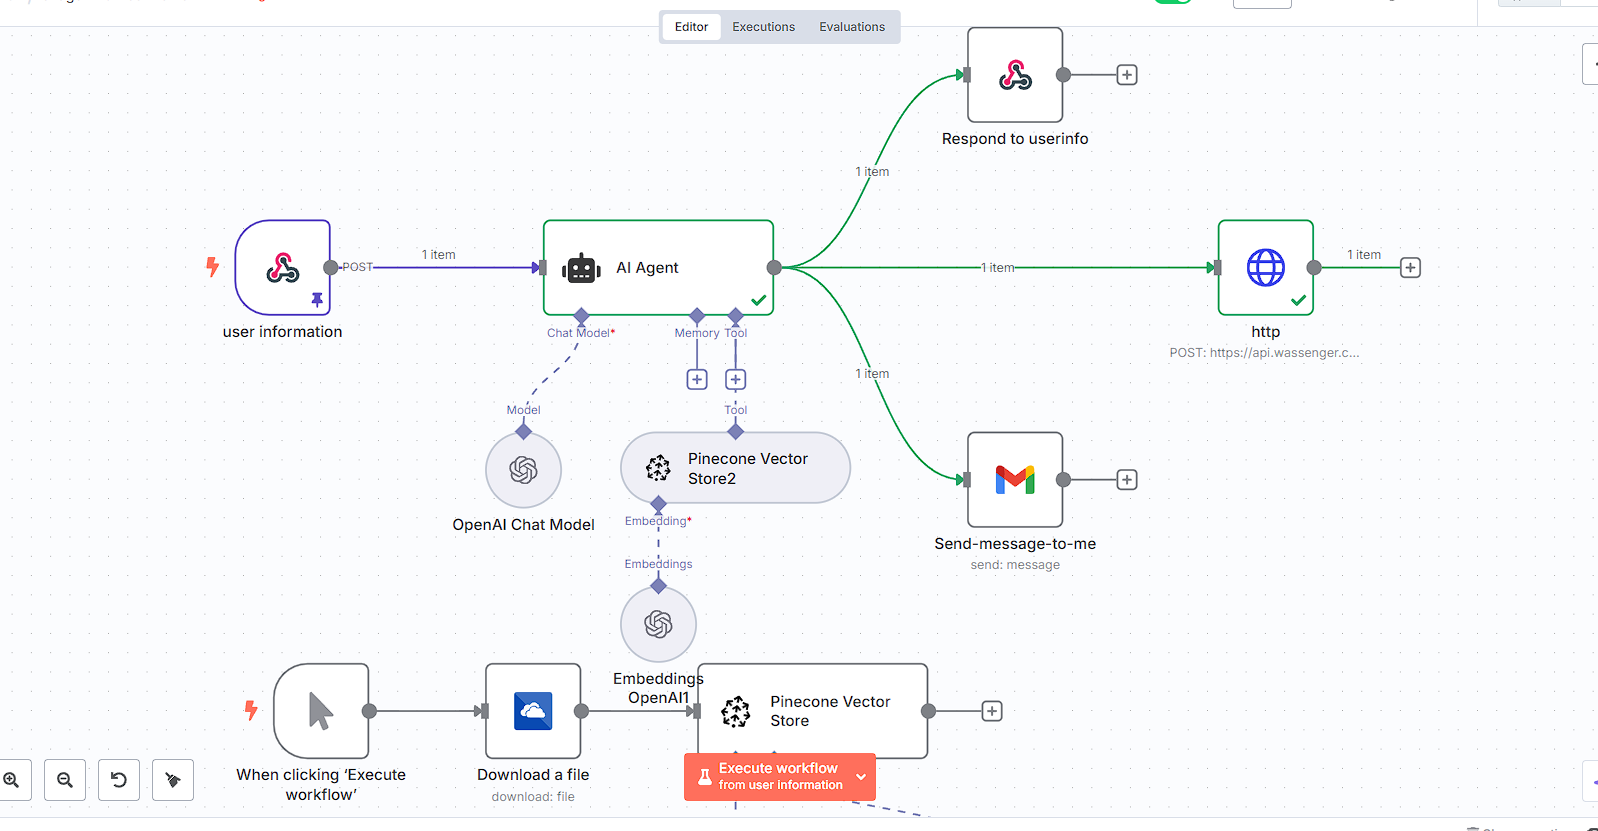 Editor
Executions
Evaluations
Respond to userinfo
1 item
POST
1 item
AI Agent
1 item
1 item
user information
Chat Model*
Memory
Tool
http
POST: https://api.wassenger.c...
1 item
Model
Tool
Pinecone Vector
Store2
OpenAI Chat Model
Embedding*
Send-message-to-me
send: message
Embeddings
Embeddings
OpenAI1
Pinecone Vector
Store
When clicking ‘Execute
workflow’
Download a file
download: file
Execute workflow
from user information